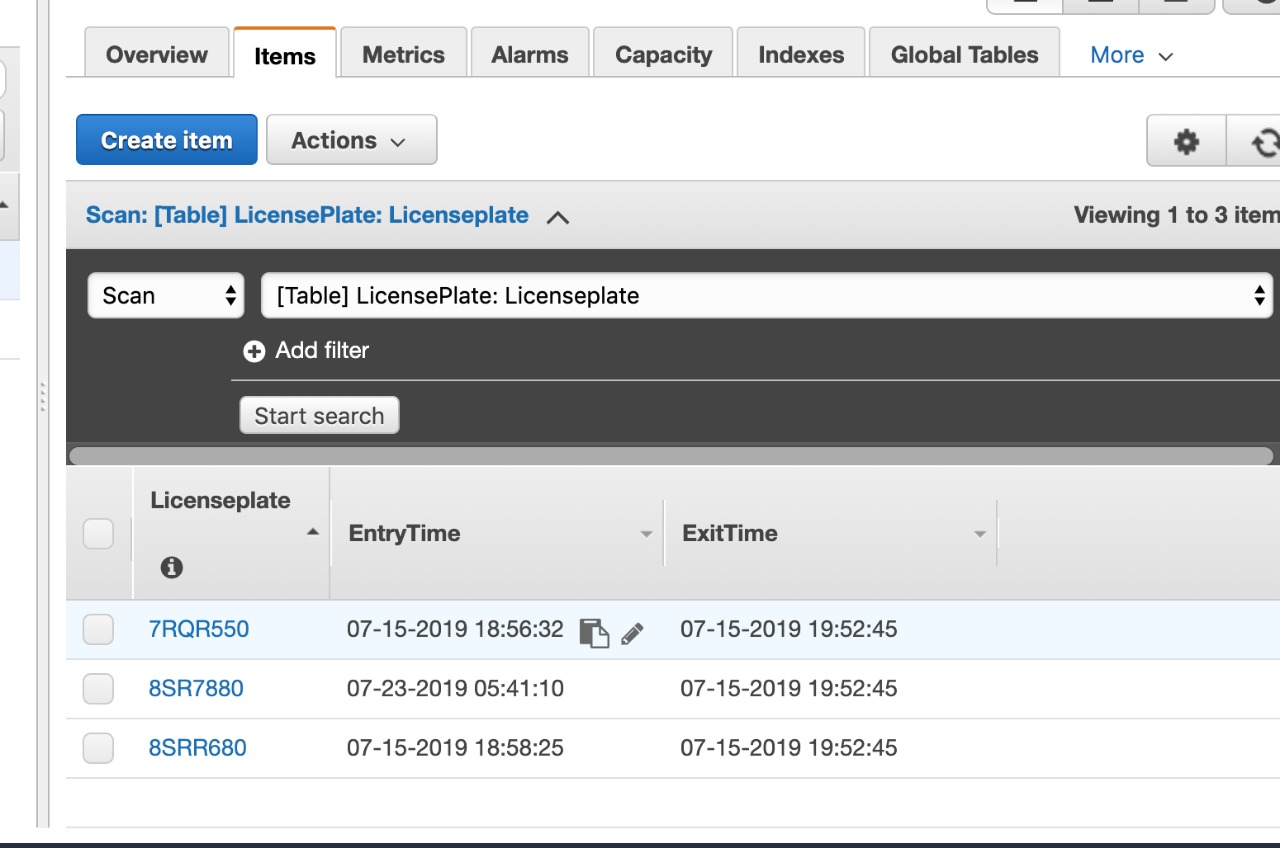 Overview Items Metrics Alarms Capacity Indexes Global Tables More
Create item Actions
Scan: [Table] LicensePlate: Licenseplate Viewing 1 to 3 item
Scan [Table] LicensePlate: Licenseplate
Add filter
Start search
Licenseplate EntryTime ExitTime
7RQR550 07-15-2019 18:56:32 07-15-2019 19:52:45
8SR7880 07-23-2019 05:41:10 07-15-2019 19:52:45
8SRR680 07-15-2019 18:58:25 07-15-2019 19:52:45